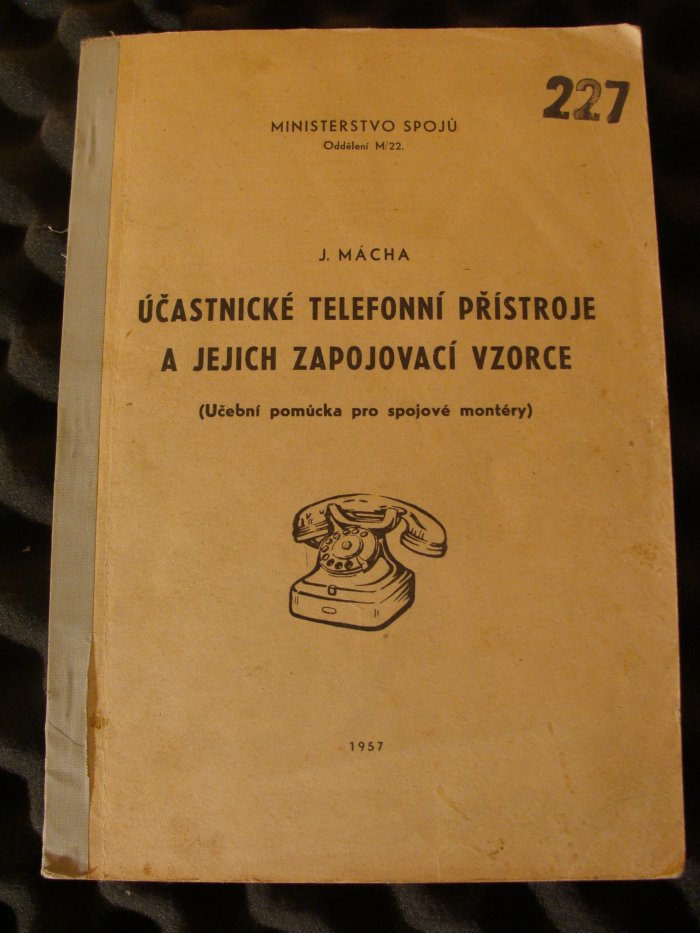 227
MINISTERSTVO SPOJŮ
Oddělení M/22.
J. MÁCHA
ÚČASTNICKÉ TELEFONNÍ PŘÍSTROJE
A JEJICH ZAPOJOVACÍ VZORCE
(Učební pomůcka pro spojové montéry)
1957